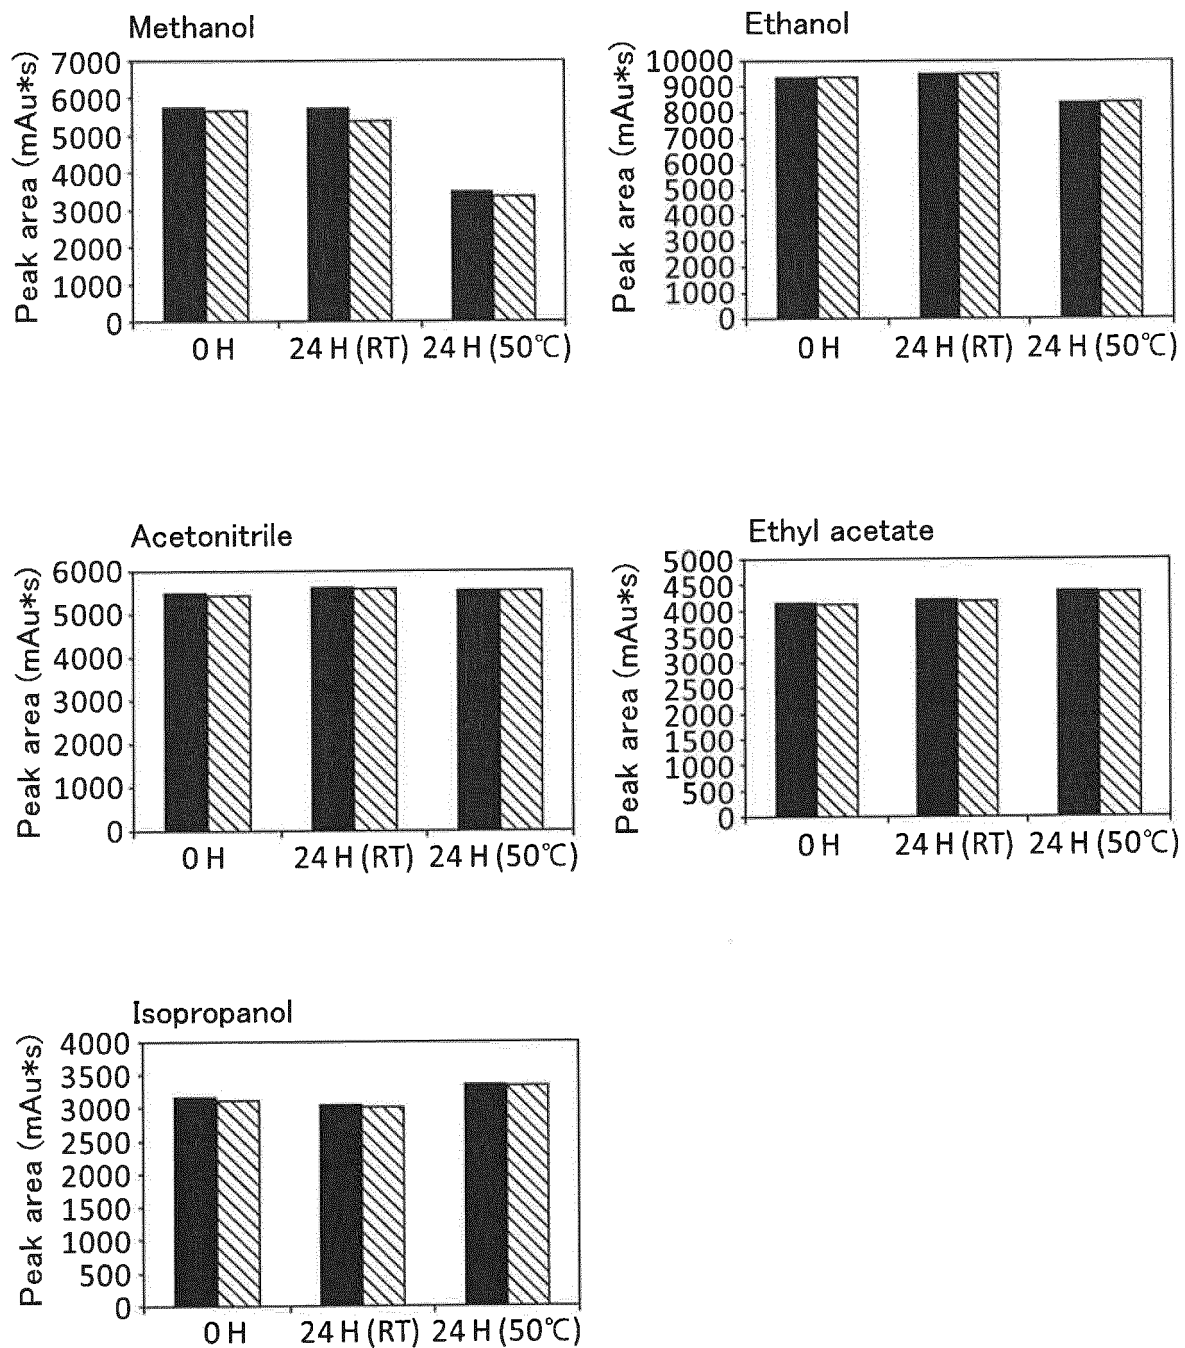 Methanol
Peak area (mAu*s)
7000
6000
5000
4000
3000
2000
1000
0
0 H
24 H (RT)
24 H (50℃)
Ethanol
Peak area (mAu*s)
10000
9000
8000
7000
6000
5000
4000
3000
2000
1000
0
0 H
24 H (RT)
24 H (50℃)
Acetonitrile
Peak area (mAu*s)
6000
5000
4000
3000
2000
1000
0
0 H
24 H (RT)
24 H (50℃)
Ethyl acetate
Peak area (mAu*s)
5000
4500
4000
3500
3000
2500
2000
1500
1000
500
0
0 H
24 H (RT)
24 H (50℃)
Isopropanol
Peak area (mAu*s)
4000
3500
3000
2500
2000
1500
1000
500
0
0 H
24 H (RT)
24 H (50℃)